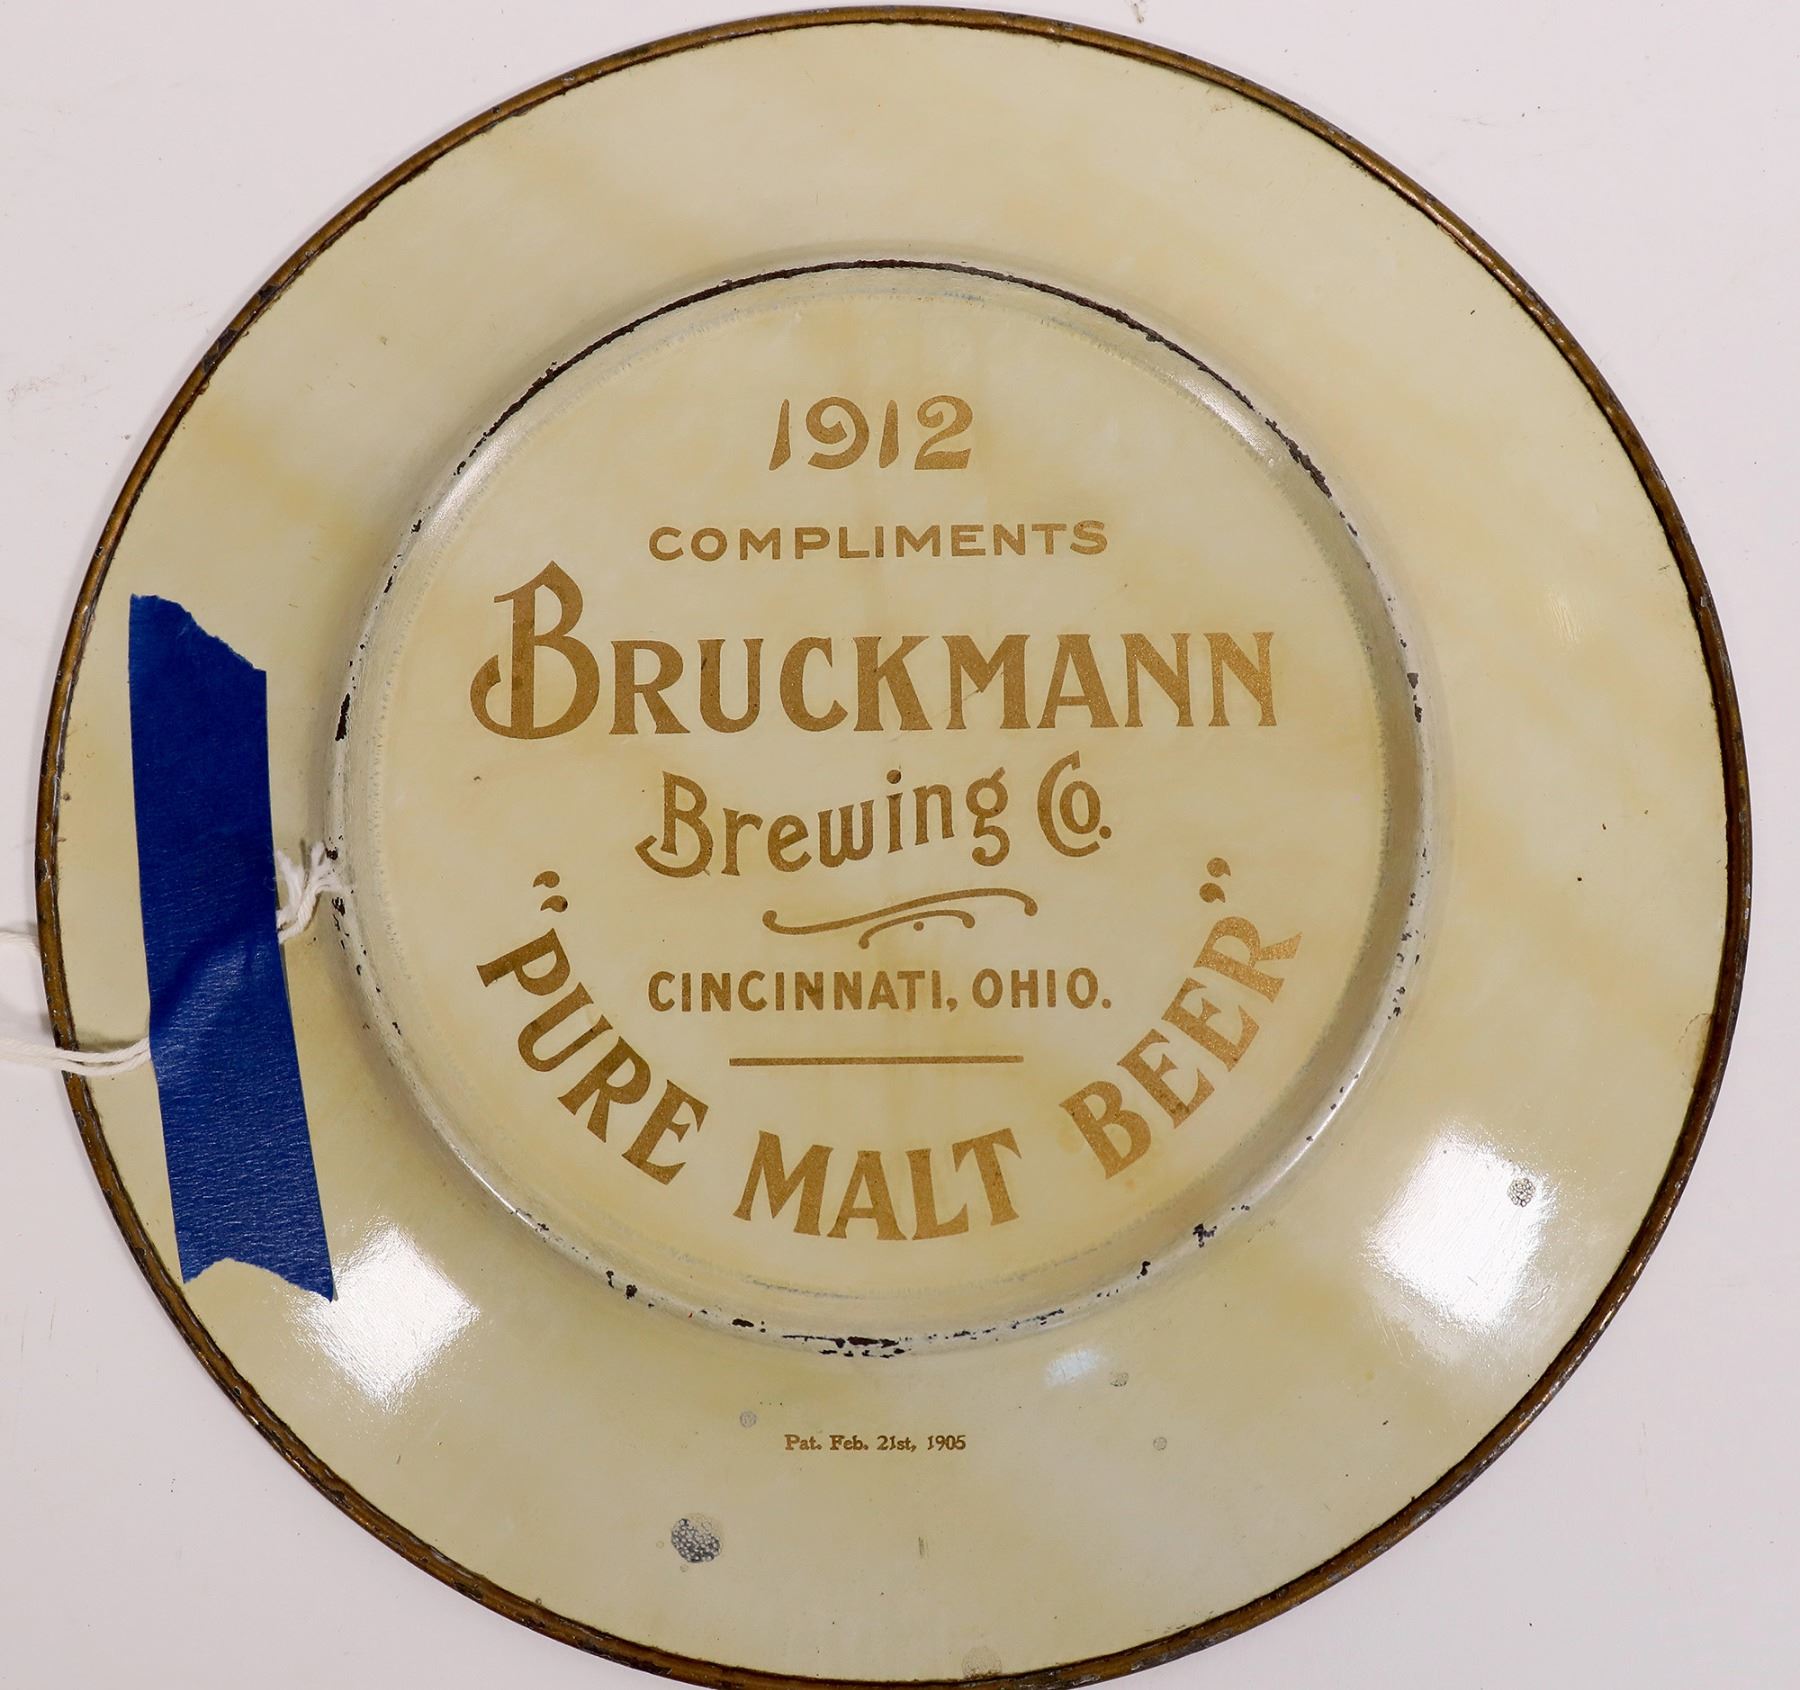 1912
COMPLIMENTS
BRUCKMANN
Brewing Co.
CINCINNATI, OHIO.
"PURE MALT BEER"
Pat. Feb. 21st, 1905